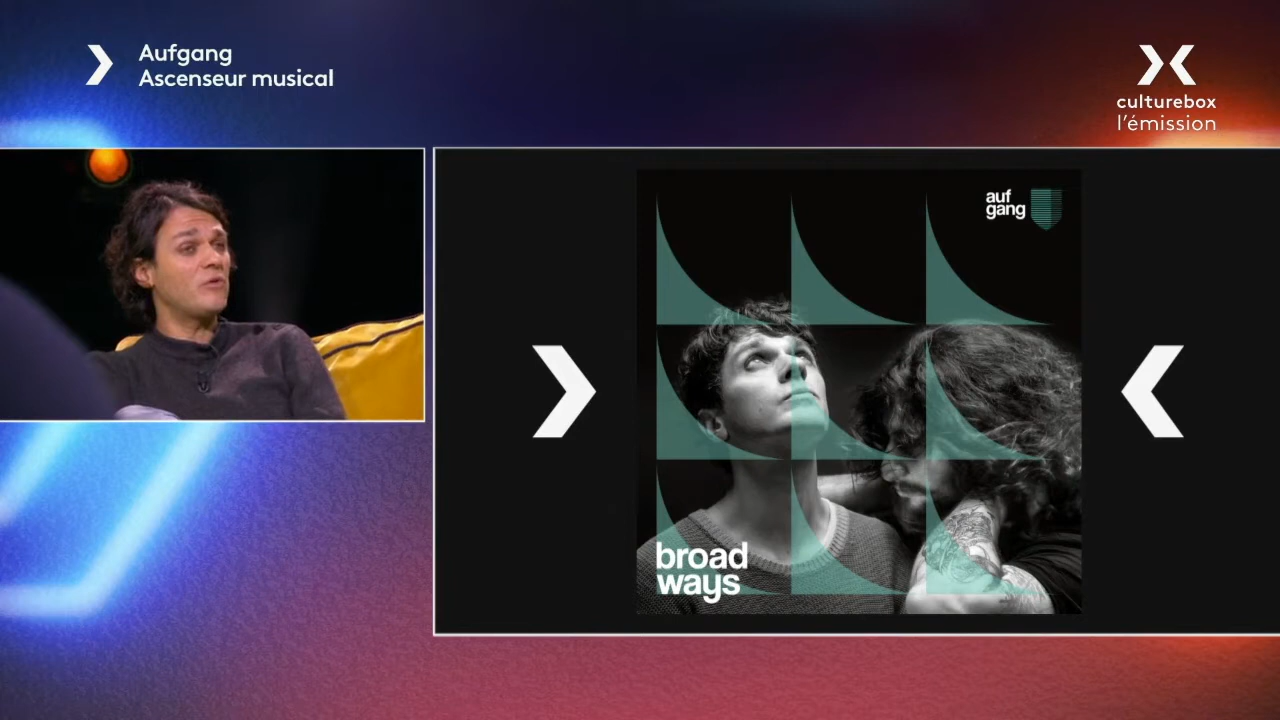 Aufgang
Ascenseur musical
culturebox
l'émission
auf
gang
broad
ways